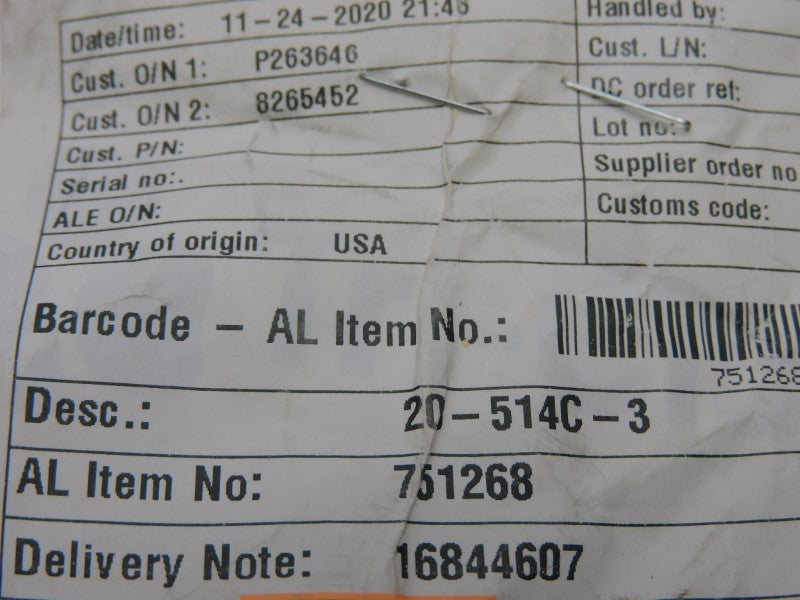 Date/time: 11-24-2020 21:46
Handled by:
Cust. O/N 1: P263646
Cust. L/N:
Cust. O/N 2: 8265452
DC order ref:
Cust. P/N:
Lot no:
Serial no:.
Supplier order no
ALE O/N:
Customs code:
Country of origin: USA
Barcode - AL Item No.:
751268
Desc.: 20-514C-3
AL Item No: 751268
Delivery Note: 16844607